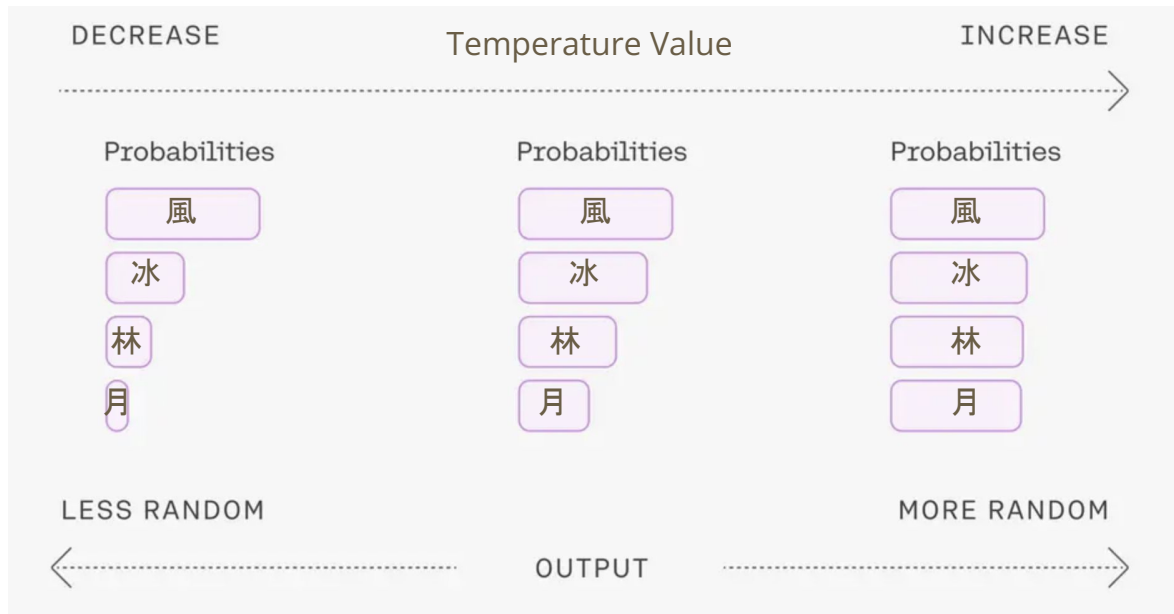 DECREASE
Temperature Value
INCREASE
Probabilities
風
冰
林
月
Probabilities
風
冰
林
月
Probabilities
風
冰
林
月
LESS RANDOM
MORE RANDOM
OUTPUT